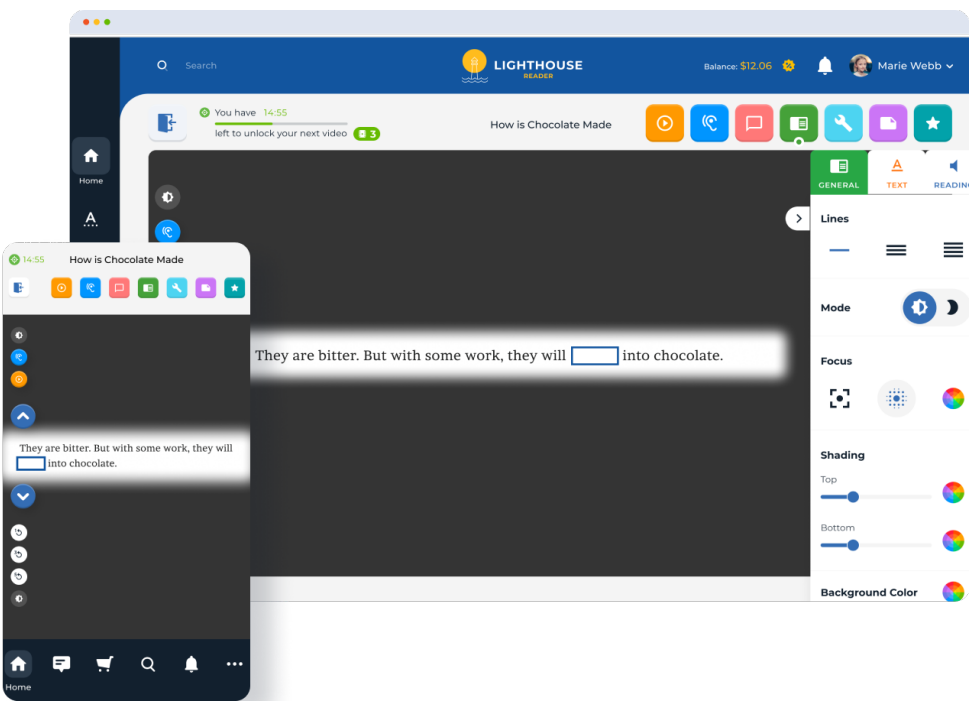 Search
LIGHTHOUSE
READER
Balance: $12.06
Marie Webb
You have 14:55
left to unlock your next video 3
How is Chocolate Made
Home
A
GENERAL
TEXT
READING
Lines
Mode
Focus
Shading
Top
Bottom
Background Color
They are bitter. But with some work, they will into chocolate.
14:55 How is Chocolate Made
They are bitter. But with some work, they will
into chocolate.
Home